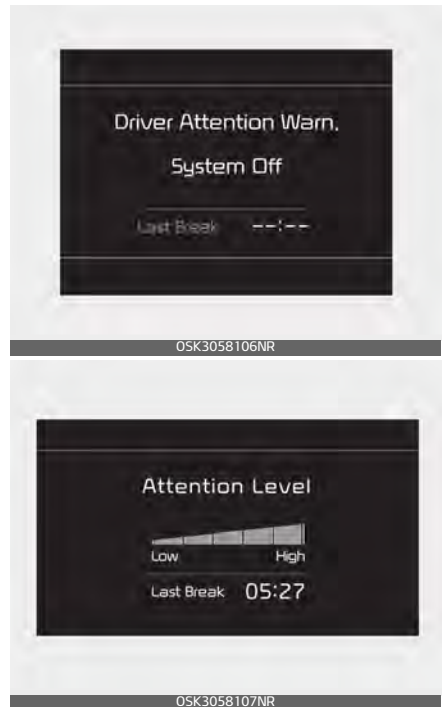 Driver Attention Warn.
System Off
Last Break --:--
OSK3058106NR
Attention Level
Low High
Last Break 05:27
OSK3058107NR